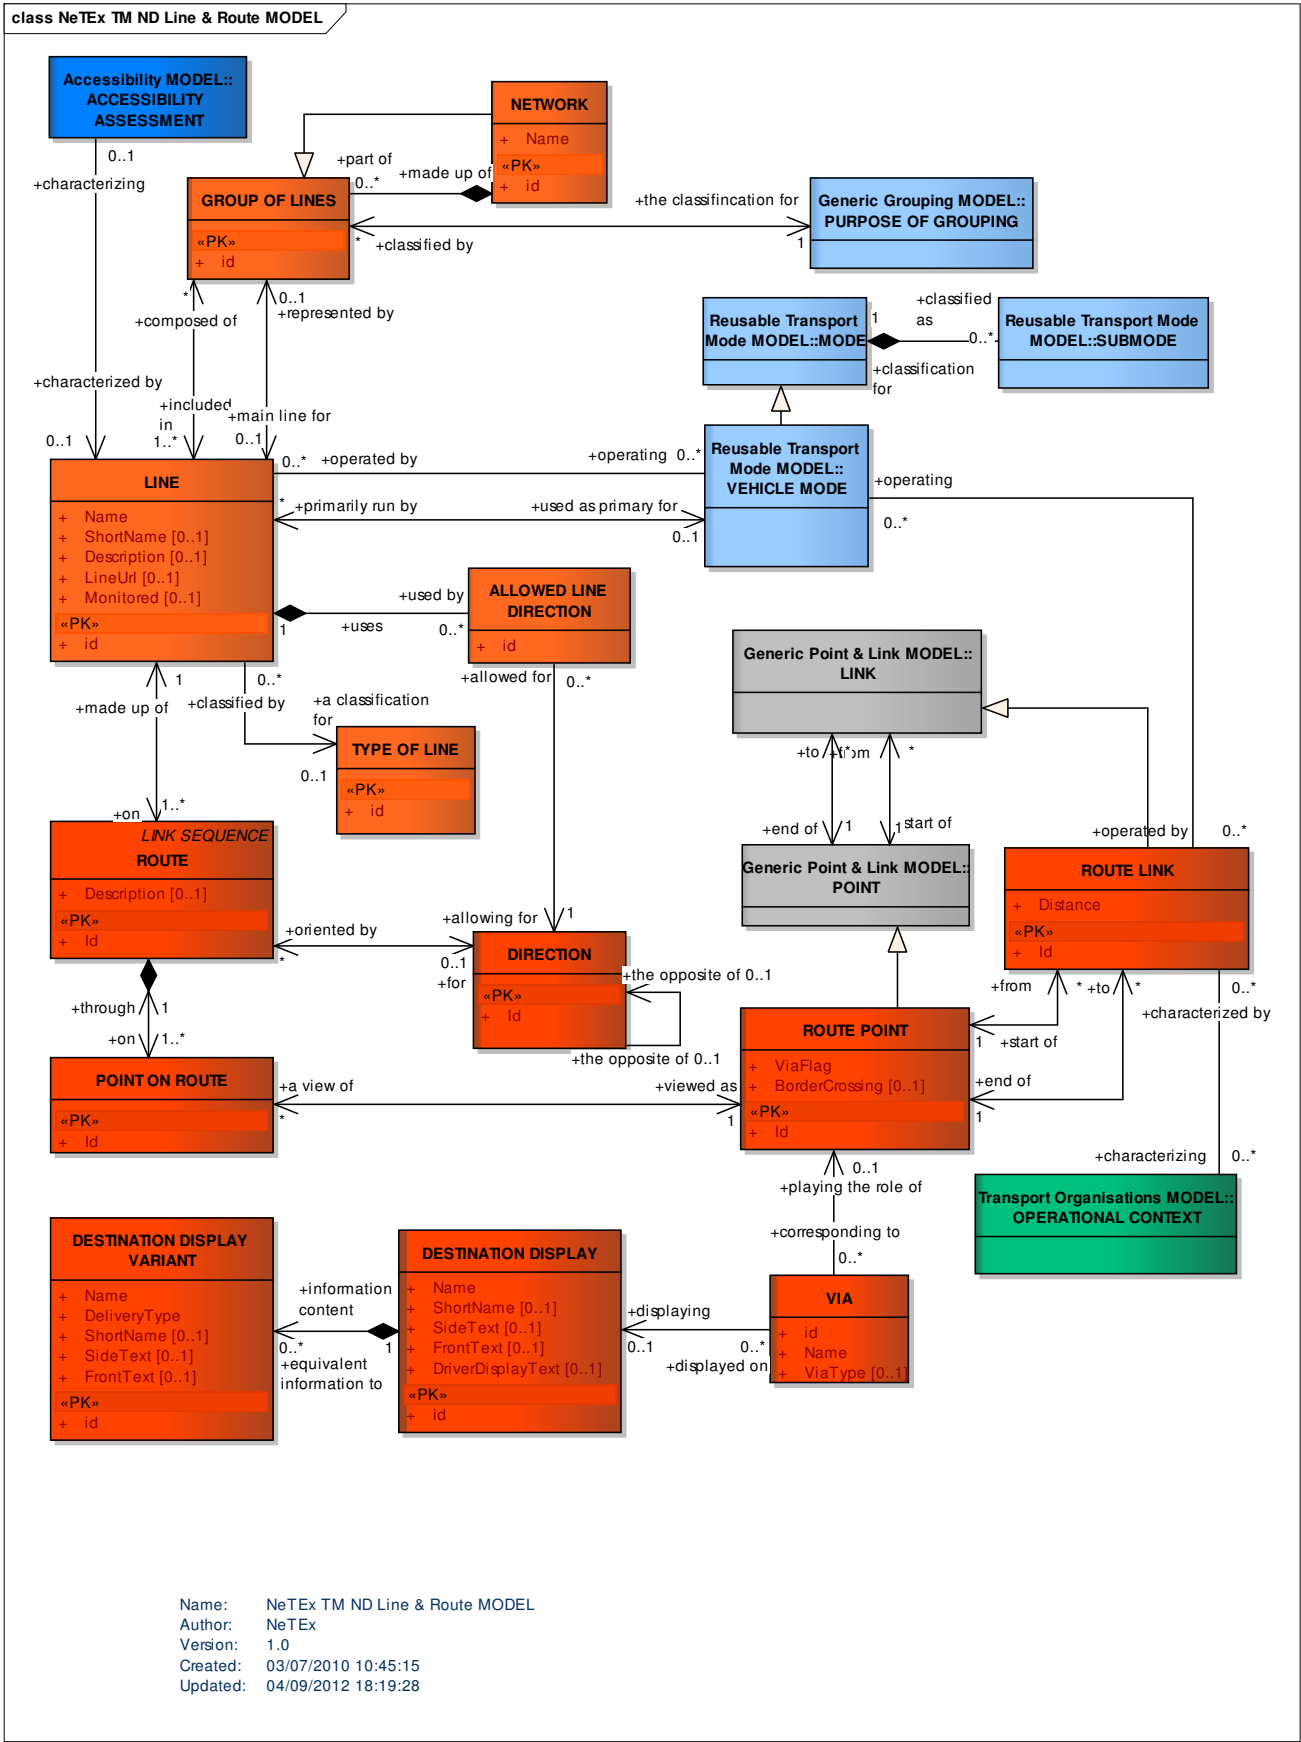 class NeTEx TM ND Line & Route MODEL
Accessibility MODEL::
ACCESSIBILITY
ASSESSMENT
0..1
+characterizing
+characterized by
0..1
NETWORK
+ Name
«PK»
+ id
+part of
0..*
+made up of
GROUP OF LINES
«PK»
+ id
*
+classified by
+the classifincation for
1
Generic Grouping MODEL::
PURPOSE OF GROUPING
*
+composed of
0..1
+represented by
+included
in
1..*
+main line for
0..1
Reusable Transport
Mode MODEL::MODE
1
+classified
as
0..*
+classification
for
Reusable Transport Mode
MODEL::SUBMODE
Reusable Transport
Mode MODEL::
VEHICLE MODE
0..*
+operated by
+operating
0..*
*
+primarily run by
+used as primary for
0..1
+operating
0..*
LINE
+ Name
+ ShortName [0..1]
+ Description [0..1]
+ LineUrl [0..1]
+ Monitored [0..1]
«PK»
+ id
1
+uses
+used by
0..*
ALLOWED LINE
DIRECTION
+ id
+allowed for
0..*
1
+made up of
0..*
+classified by
+a classification
for
0..1
TYPE OF LINE
«PK»
+ id
Generic Point & Link MODEL::
LINK
+to
*
+from
*
+end of
1
1
start of
Generic Point & Link MODEL::
POINT
+on
1..*
LINK SEQUENCE
ROUTE
+ Description [0..1]
«PK»
+ Id
+oriented by
*
+allowing for
1
0..1
+for
DIRECTION
«PK»
+ Id
+the opposite of 0..1
+the opposite of 0..1
+operated by
0..*
ROUTE LINK
+ Distance
«PK»
+ Id
+from
*
+to
*
0..*
+characterized by
1
+start of
+end of
1
+through
1
+on
1..*
POINT ON ROUTE
«PK»
+ Id
+a view of
*
+viewed as
1
ROUTE POINT
+ ViaFlag
+ BorderCrossing [0..1]
«PK»
+ Id
0..1
+playing the role of
+corresponding to
0..*
+characterizing
0..*
Transport Organisations MODEL::
OPERATIONAL CONTEXT
DESTINATION DISPLAY
VARIANT
+ Name
+ DeliveryType
+ ShortName [0..1]
+ SideText [0..1]
+ FrontText [0..1]
«PK»
+ id
+information
content
0..*
1
+equivalent
information to
DESTINATION DISPLAY
+ Name
+ ShortName [0..1]
+ SideText [0..1]
+ FrontText [0..1]
+ DriverDisplayText [0..1]
«PK»
+ id
+displaying
0..1
0..*
+displayed on
VIA
+ id
+ Name
+ ViaType [0..1]
Name: NeTEx TM ND Line & Route MODEL
Author: NeTEx
Version: 1.0
Created: 03/07/2010 10:45:15
Updated: 04/09/2012 18:19:28